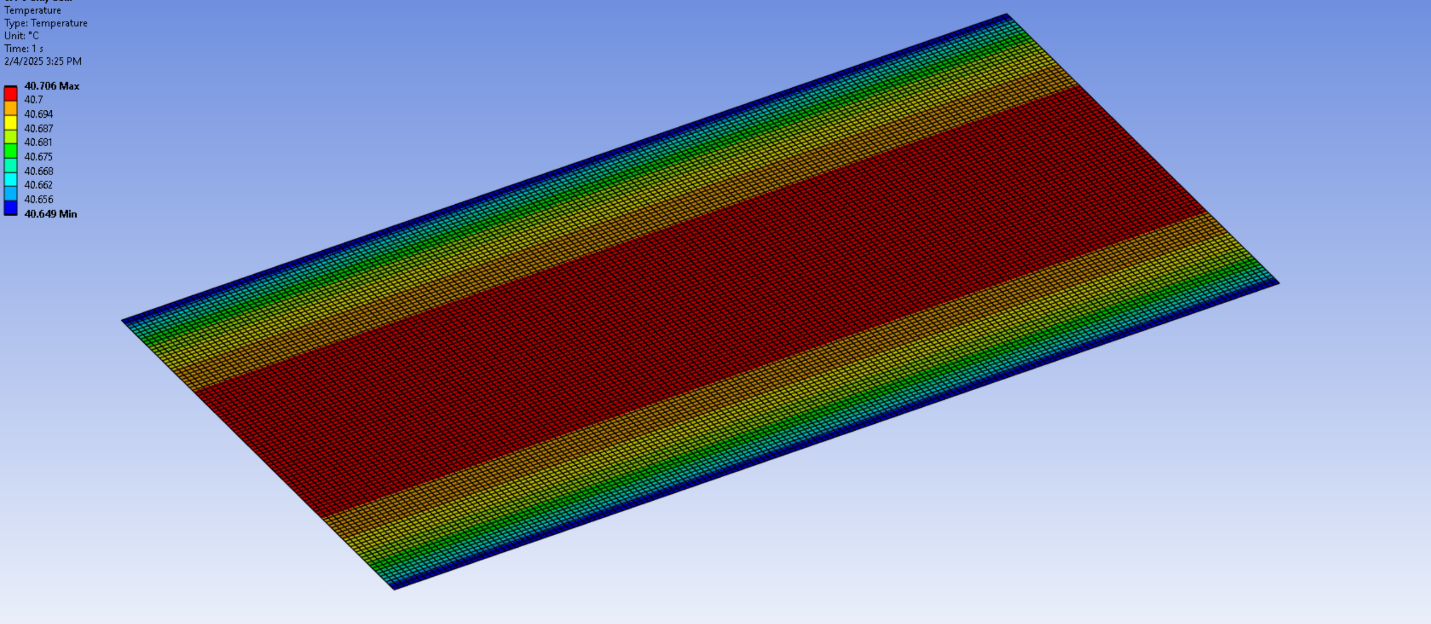 Temperature
Type: Temperature
Unit: °C
Time: 1 s
2/4/2025 3:25 PM
40.706 Max
40.7
40.694
40.687
40.681
40.675
40.668
40.662
40.656
40.649 Min